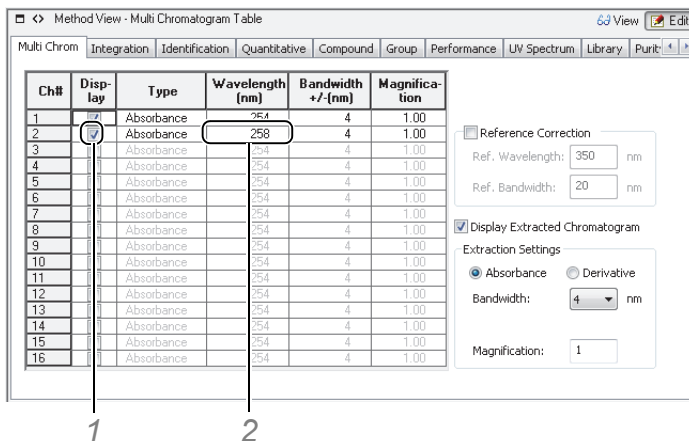 Method View - Multi Chromatogram Table View Edit
Multi Chrom Integration Identification Quantitative Compound Group Performance UV Spectrum Library Purit
Ch# Disp-lay Type Wavelength (nm) Bandwidth +/-(nm) Magnifica-tion
1 Absorbance 254 4 1.00
2 Absorbance 258 4 1.00
3 Absorbance 254 4 1.00
4 Absorbance 254 4 1.00
5 Absorbance 254 4 1.00
6 Absorbance 254 4 1.00
7 Absorbance 254 4 1.00
8 Absorbance 254 4 1.00
9 Absorbance 254 4 1.00
10 Absorbance 254 4 1.00
11 Absorbance 254 4 1.00
12 Absorbance 254 4 1.00
13 Absorbance 254 4 1.00
14 Absorbance 254 4 1.00
15 Absorbance 254 4 1.00
16 Absorbance 254 4 1.00
Reference Correction
Ref. Wavelength: 350 nm
Ref. Bandwidth: 20 nm
Display Extracted Chromatogram
Extraction Settings
Absorbance Derivative
Bandwidth: 4 nm
Magnification: 1
1 2